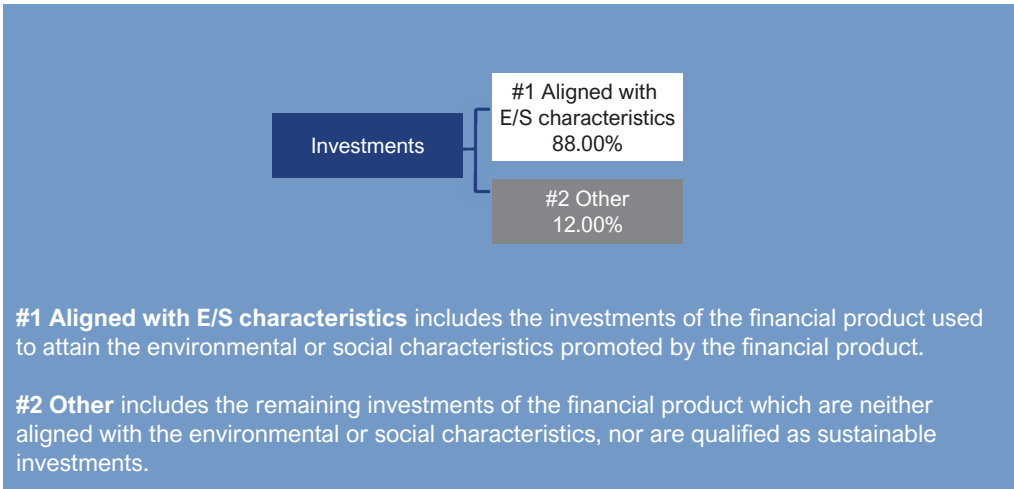 Investments
#1 Aligned with
E/S characteristics
88.00%
#2 Other
12.00%
#1 Aligned with E/S characteristics includes the investments of the financial product used
to attain the environmental or social characteristics promoted by the financial product.
#2 Other includes the remaining investments of the financial product which are neither
aligned with the environmental or social characteristics, nor are qualified as sustainable
investments.